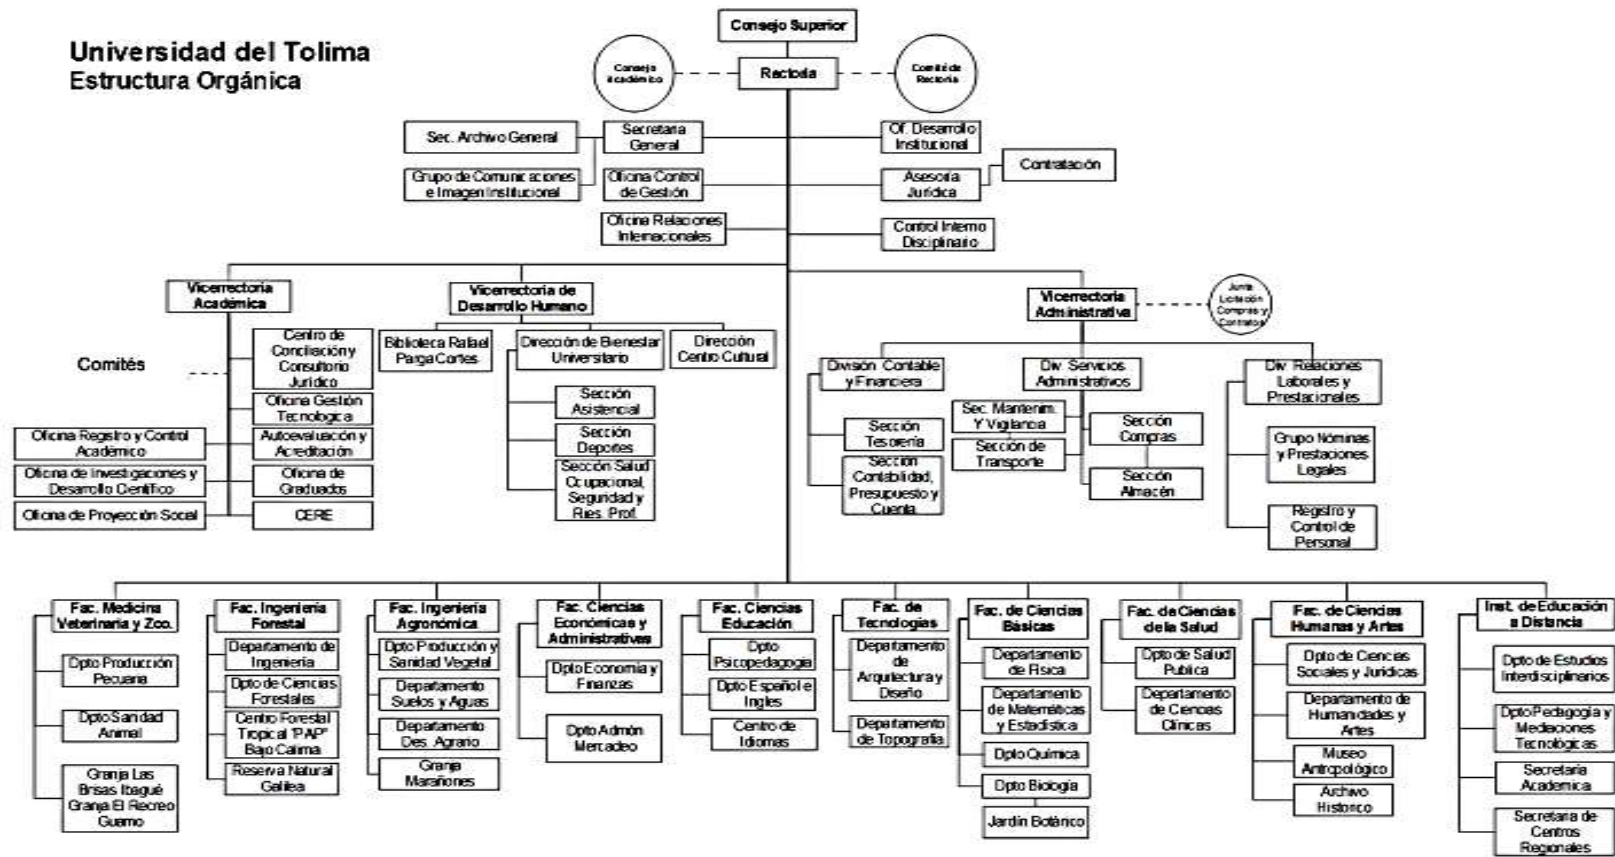 Universidad del Tolima
Estructura Orgánica
Consejo Superior
Consejo
Académico
Rectoría
Comité de
Rectoría
Sec. Archivo General
Secretaria
General
Of. Desarrollo
Institucional
Grupo de Comunicaciones
e Imagen Institucional
Oficina Control
de Gestión
Asesoria
Jurídica
Contratación
Oficina Relaciones
Internacionales
Control Interno
Disciplinario
Vicerrectoría
Académica
Vicerrectoría de
Desarrollo Humano
Vicerrectoría
Administrativa
Junta
Licitación
Compras y
Contratos
Comités
Centro de
Conciliación y
Consultorio
Jurídico
Oficina Gestión
Tecnologica
Oficina Registro y Control
Académico
Autoevaluación y
Acreditación
Oficina de Investigaciones y
Desarrollo Científico
Oficina de
Graduados
Oficina de Proyección Social
CERE
Biblioteca Rafael
Parga Cortes
Dirección de Bienestar
Universitario
Dirección
Centro Cultural
Sección
Asistencial
Sección
Deportes
Sección Salud
Ocupacional,
Seguridad y
Ries. Prof.
División Contable
y Financiera
Div Servicios
Administrativos
Div Relaciones
Laborales y
Prestacionales
Sección
Tesorería
Sección
Contabilidad,
Presupuesto y
Cuenta
Sec. Mantenim.
Y Vigilancia
Sección de
Transporte
Sección
Compras
Sección
Almacén
Grupo Nóminas
y Prestaciones
Legales
Registro y
Control de
Personal
Fac. Medicina
Veterinaria y Zoo.
Dpto Producción
Pecuaria
Dpto Sanidad
Animal
Granja Las
Brisas Ibagué
Granja El Recreo
Guamo
Fac. Ingeniería
Forestal
Departamento de
Ingeniería
Dpto de Ciencias
Forestales
Centro Forestal
Tropical "PAP"
Bajo Calima
Reserva Natural
Galilea
Fac. Ingeniería
Agronómica
Dpto Producción y
Sanidad Vegetal
Departamento
Suelos y Aguas
Departamento
Des. Agrario
Granja
Marañones
Fac. Ciencias
Económicas y
Administrativas
Dpto Economía y
Finanzas
Dpto Admón
Mercadeo
Fac. Ciencias
Educación
Dpto
Psicopedagogía
Dpto Español e
Ingles
Centro de
Idiomas
Fac. de
Tecnologías
Departamento
de
Arquitectura y
Diseño
Departamento
de Topografía
Fac. de Ciencias
Básicas
Departamento
de Física
Departamento
de Matemáticas
y Estadística
Dpto Química
Dpto Biología
Jardín Botánico
Fac. de Ciencias
de la Salud
Dpto de Salud
Publica
Departamento
de Ciencias
Clínicas
Fac. de Ciencias
Humanas y Artes
Dpto de Ciencias
Sociales y Jurídicas
Departamento de
Humanidades y
Artes
Museo
Antropológico
Archivo
Historico
Inst. de Educación
a Distancia
Dpto de Estudios
Interdisciplinarios
Dpto Pedagogía y
Mediaciones
Tecnológicas
Secretaría
Academica
Secretaria de
Centros
Regionales